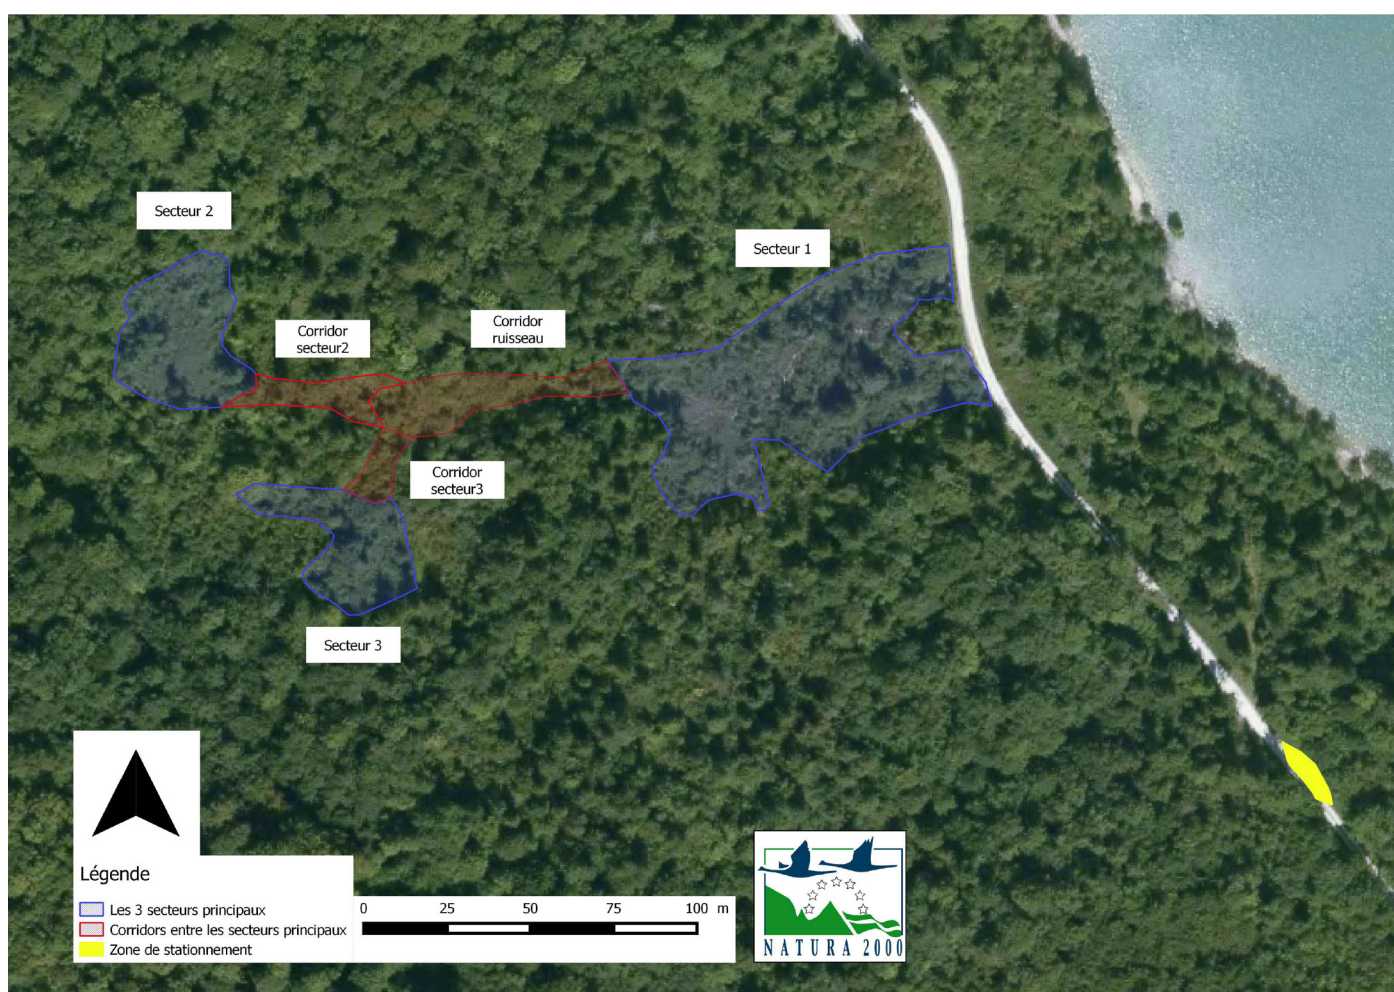 Secteur 2
Secteur 1
Corridor
ruisseau
Corridor
secteur2
Corridor
secteur3
Secteur 3
Légende
Les 3 secteurs principaux
Corridors entre les secteurs principaux
Zone de stationnement
0 25 50 75 100 m
NATURA 2000